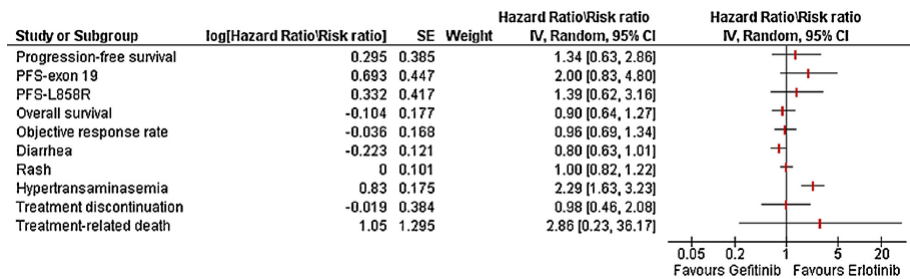 Hazard Ratio\Risk ratio Hazard Ratio\Risk ratio
Study or Subgroup log[Hazard Ratio\Risk ratio] SE Weight IV, Random, 95% CI IV, Random, 95% CI
Progression-free survival 0.295 0.385 1.34 [0.63, 2.86]
PFS-exon 19 0.693 0.447 2.00 [0.83, 4.80]
PFS-L858R 0.332 0.417 1.39 [0.62, 3.16]
Overall survival -0.104 0.177 0.90 [0.64, 1.27]
Objective response rate -0.036 0.168 0.96 [0.69, 1.34]
Diarrhea -0.223 0.121 0.80 [0.63, 1.01]
Rash 0 0.101 1.00 [0.82, 1.22]
Hypertransaminasemia 0.83 0.175 2.29 [1.63, 3.23]
Treatment discontinuation -0.019 0.384 0.98 [0.46, 2.08]
Treatment-related death 1.05 1.295 2.86 [0.23, 36.17]
0.05 0.2 1 5 20
Favours Gefitinib Favours Erlotinib